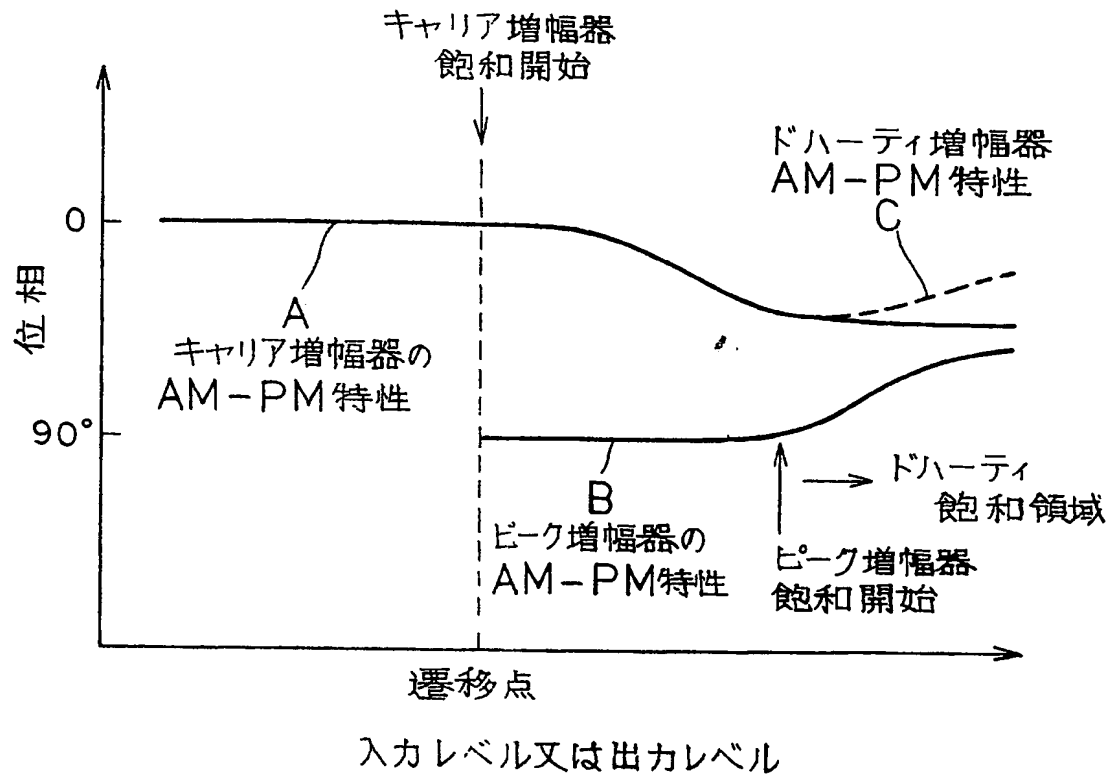 キャリア増幅器
飽和開始
ドハーティ増幅器
AM-PM特性
C
0
位相
A
キャリア増幅器の
AM-PM特性
90°
B
ピーク増幅器の
AM-PM特性
ドハーティ
飽和領域
ピーク増幅器
飽和開始
遷移点
入力レベル又は出力レベル